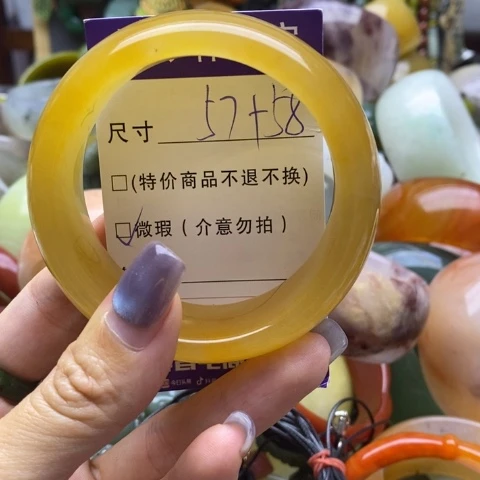 尺寸 57+58
□(特价商品不退不换)
☑微瑕(介意勿拍)